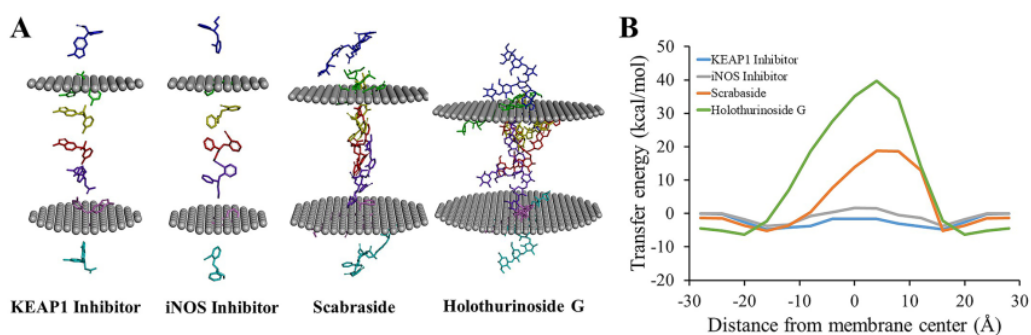 A
KEAP1 Inhibitor
iNOS Inhibitor
Scabraside
Holothurinoside G
B
Transfer energy (kcal/mol)
50
40
30
20
10
0
-10
-20
KEAP1 Inhibitor
iNOS Inhibitor
Scrabaside
Holothurinoside G
-30 -20 -10 0 10 20 30
Distance from membrane center (Å)